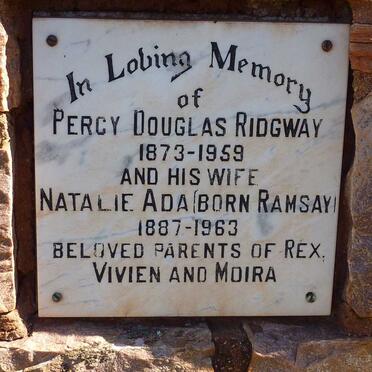 In Loving Memory
of
PERCY DOUGLAS RIDGWAY
1873-1959
AND HIS WIFE
NATALIE ADA (BORN RAMSAY)
1887-1963
BELOVED PARENTS OF REX,
VIVIEN AND MOIRA